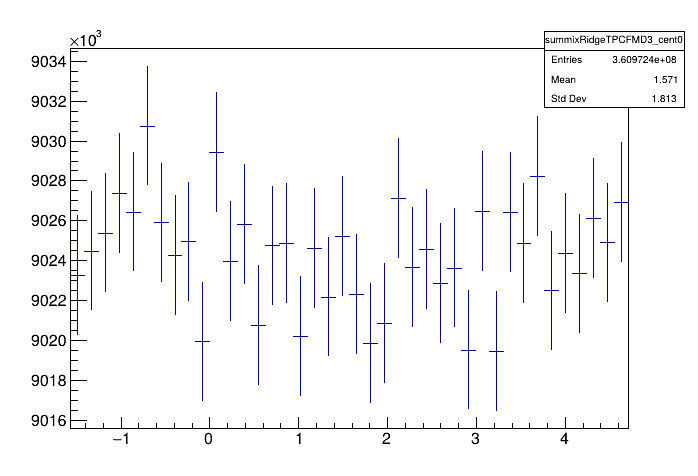 ×10³
summixRidgeTPCFMD3_cent0
Entries 3.609724e+08
Mean 1.571
Std Dev 1.813
9034
9032
9030
9028
9026
9024
9022
9020
9018
9016
−1 0 1 2 3 4